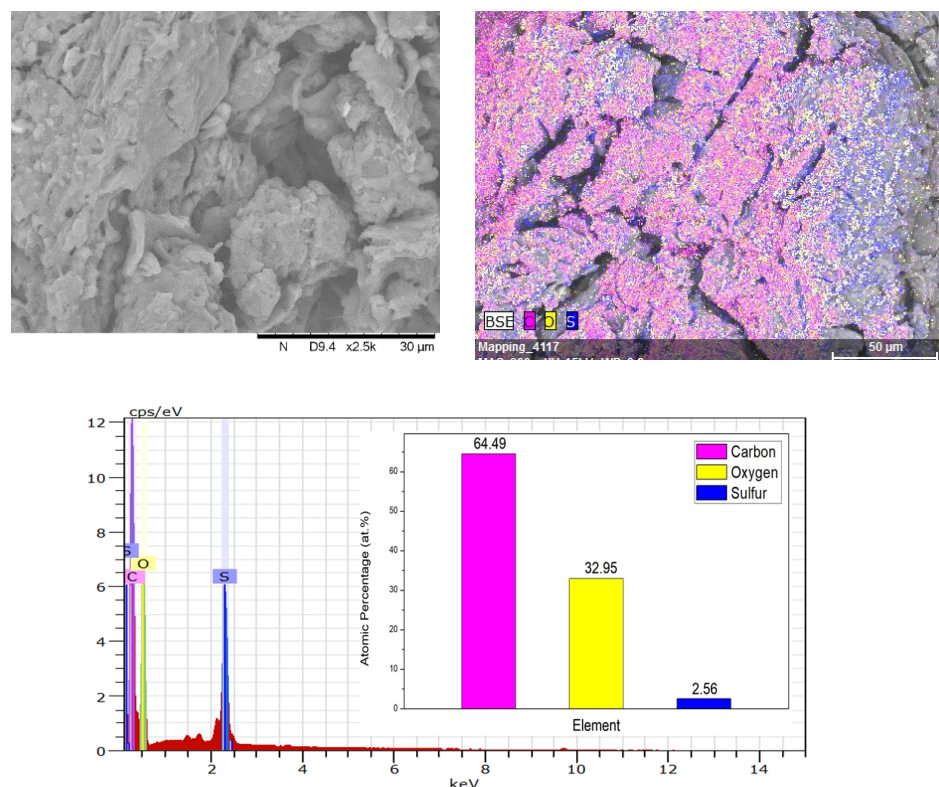 N D9.4 x2.5k 30 µm
BSE C O S
Mapping_4117
50 µm
cps/eV
12
10
8
6
4
2
0
S
O
C
S
2 4 6 8 10 12 14
keV
64.49
32.95
2.56
Carbon
Oxygen
Sulfur
Atomic Percentage (at.%)
60
50
40
30
20
10
0
Element